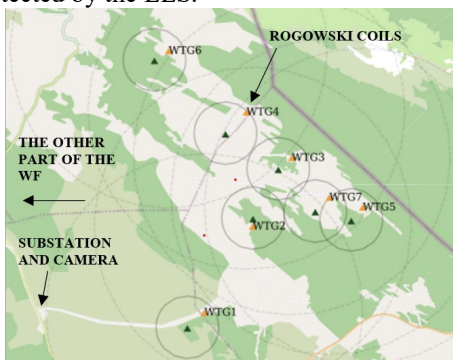 tected by the LLS.
WTG6
ROGOWSKI COILS
WTG4
THE OTHER
PART OF THE
WF
WTG3
WTG7
WTG5
WTG2
SUBSTATION
AND CAMERA
WTG1